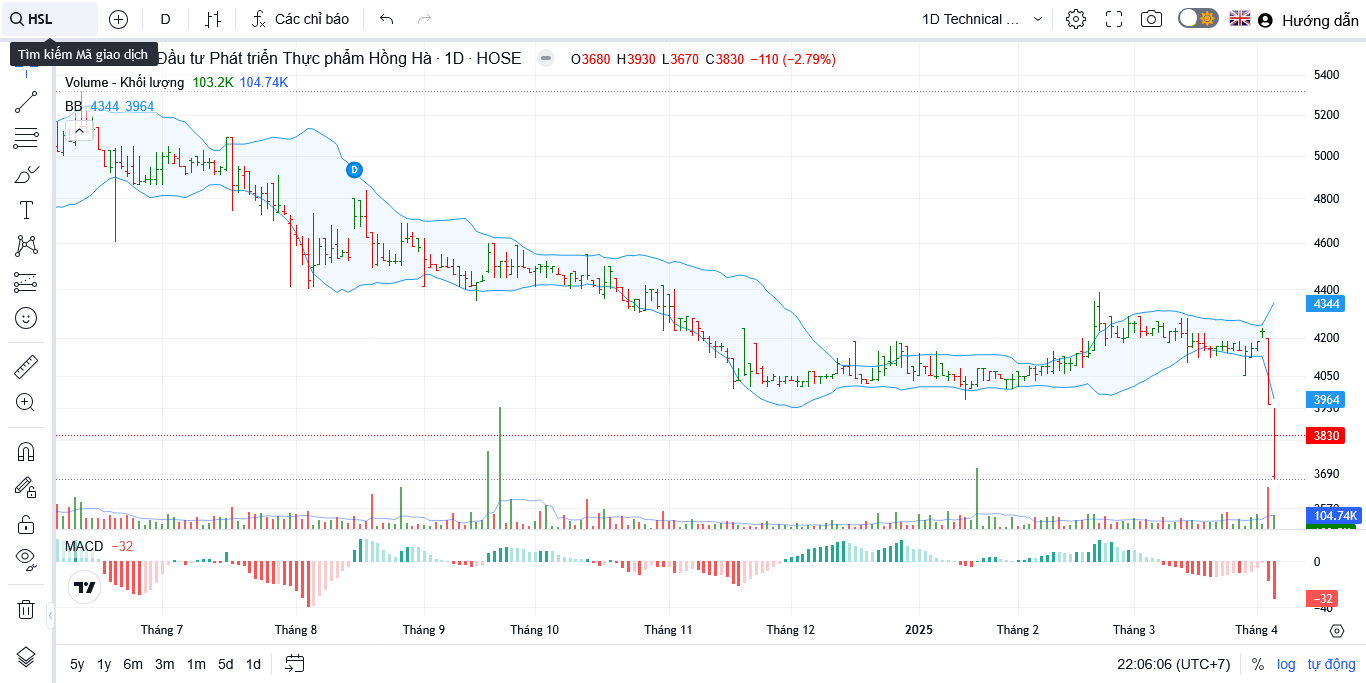 HSL
D
Các chỉ báo
1D Technical ...
Hướng dẫn
Tìm kiếm Mã giao dịch
Đầu tư Phát triển Thực phẩm Hồng Hà · 1D · HOSE
O3680 H3930 L3670 C3830 −110 (−2.79%)
Volume - Khối lượng 103.2K 104.74K
BB 4344 3964
D
5400
5200
5000
4800
4600
4400
4344
4200
4050
3964
3930
3830
3690
104.74K
MACD −32
0
−32
−40
Tháng 7
Tháng 8
Tháng 9
Tháng 10
Tháng 11
Tháng 12
2025
Tháng 2
Tháng 3
Tháng 4
5y 1y 6m 3m 1m 5d 1d
22:06:06 (UTC+7)
% log tự động